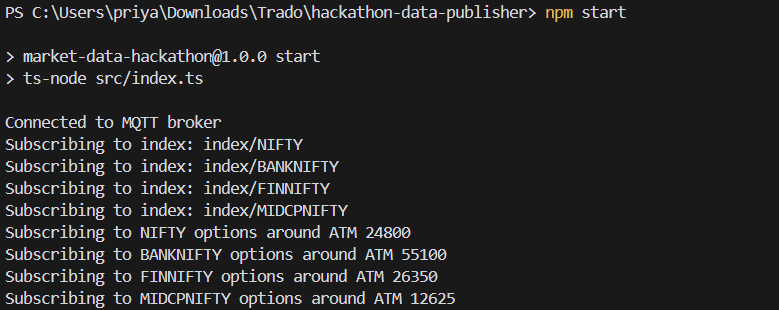 PS C:\Users\priya\Downloads\Trado\hackathon-data-publisher> npm start
> market-data-hackathon@1.0.0 start
> ts-node src/index.ts
Connected to MQTT broker
Subscribing to index: index/NIFTY
Subscribing to index: index/BANKNIFTY
Subscribing to index: index/FINNIFTY
Subscribing to index: index/MIDCPNIFTY
Subscribing to NIFTY options around ATM 24800
Subscribing to BANKNIFTY options around ATM 55100
Subscribing to FINNIFTY options around ATM 26350
Subscribing to MIDCPNIFTY options around ATM 12625